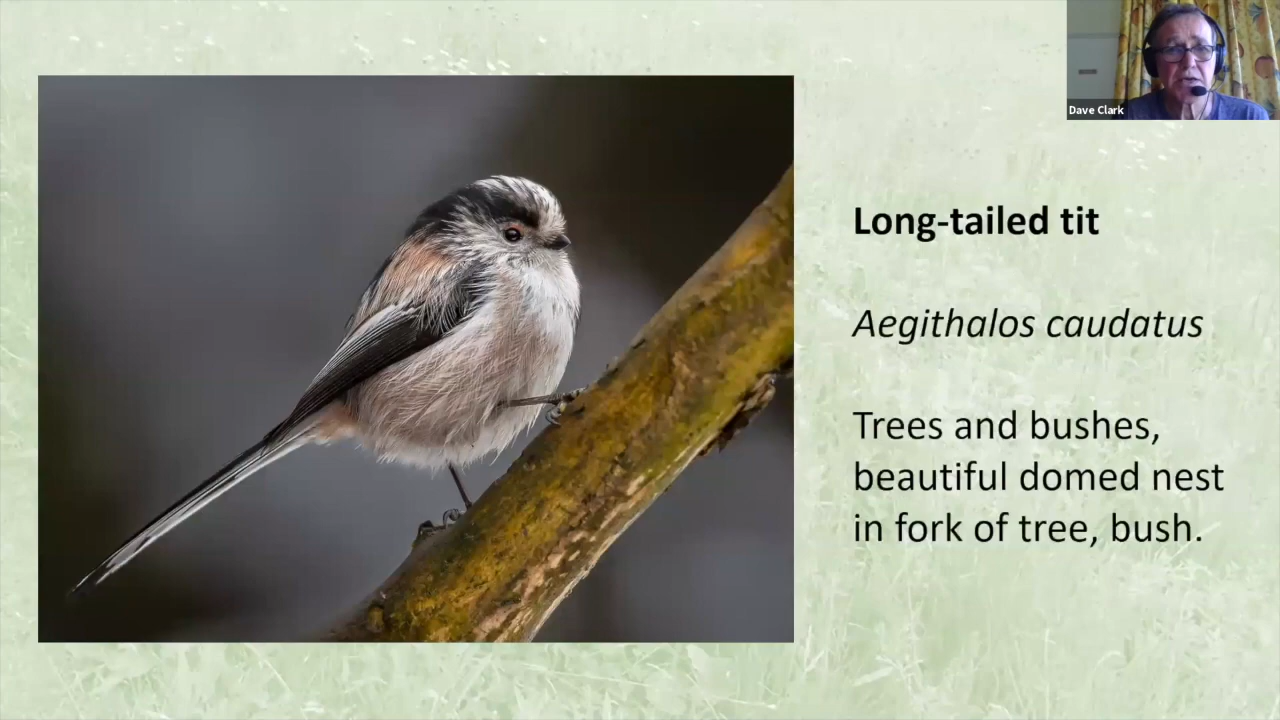 Dave Clark
Long-tailed tit
Aegithalos caudatus
Trees and bushes,
beautiful domed nest
in fork of tree, bush.